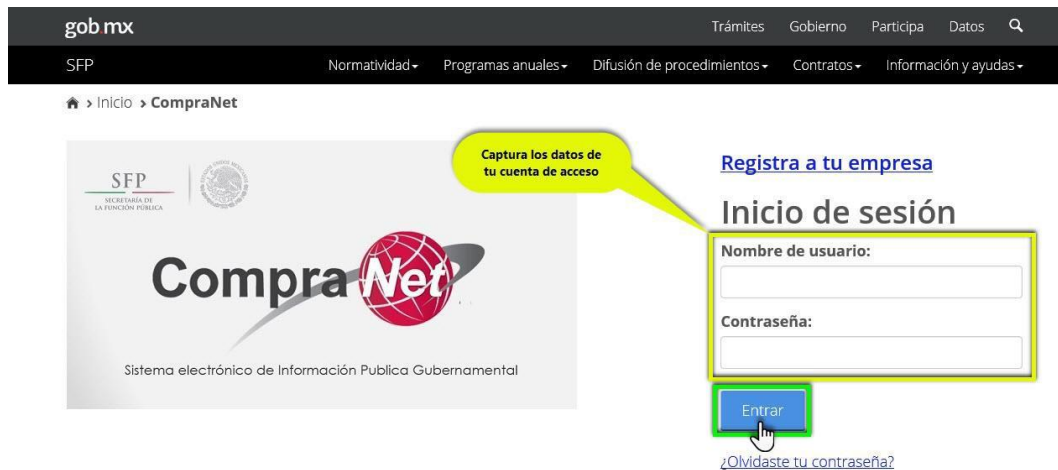 gob.mx
Trámites Gobierno Participa Datos
SFP
Normatividad Programas anuales Difusión de procedimientos Contratos Información y ayudas
> Inicio > CompraNet
Captura los datos de
tu cuenta de acceso
SFP
SECRETARÍA DE
LA FUNCIÓN PÚBLICA
CompraNet
Sistema electrónico de Información Publica Gubernamental
Registra a tu empresa
Inicio de sesión
Nombre de usuario:
Contraseña:
Entrar
¿Olvidaste tu contraseña?